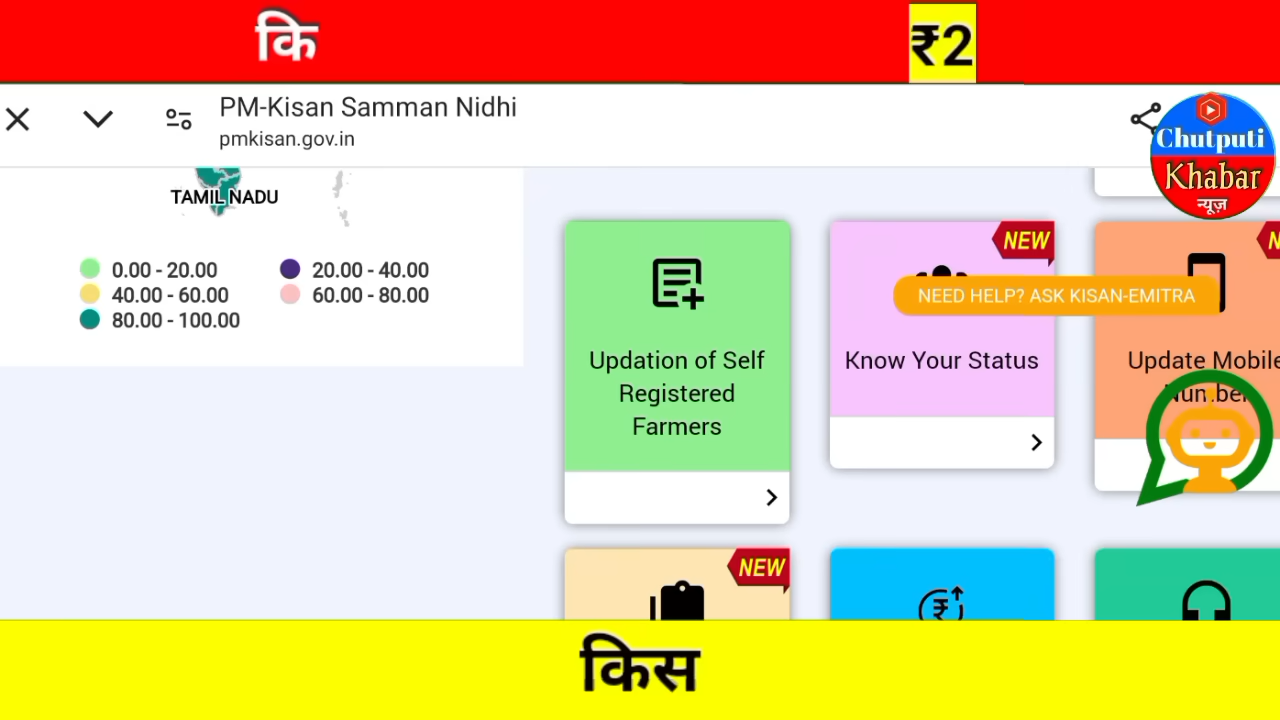 कि
₹2
PM-Kisan Samman Nidhi
pmkisan.gov.in
Chutputi
Khabar
न्यूज़
TAMIL NADU
0.00 - 20.00
20.00 - 40.00
40.00 - 60.00
60.00 - 80.00
80.00 - 100.00
Updation of Self
Registered
Farmers
NEW
Know Your Status
NEED HELP? ASK KISAN-EMITRA
Update Mobile
Number
NEW
किस